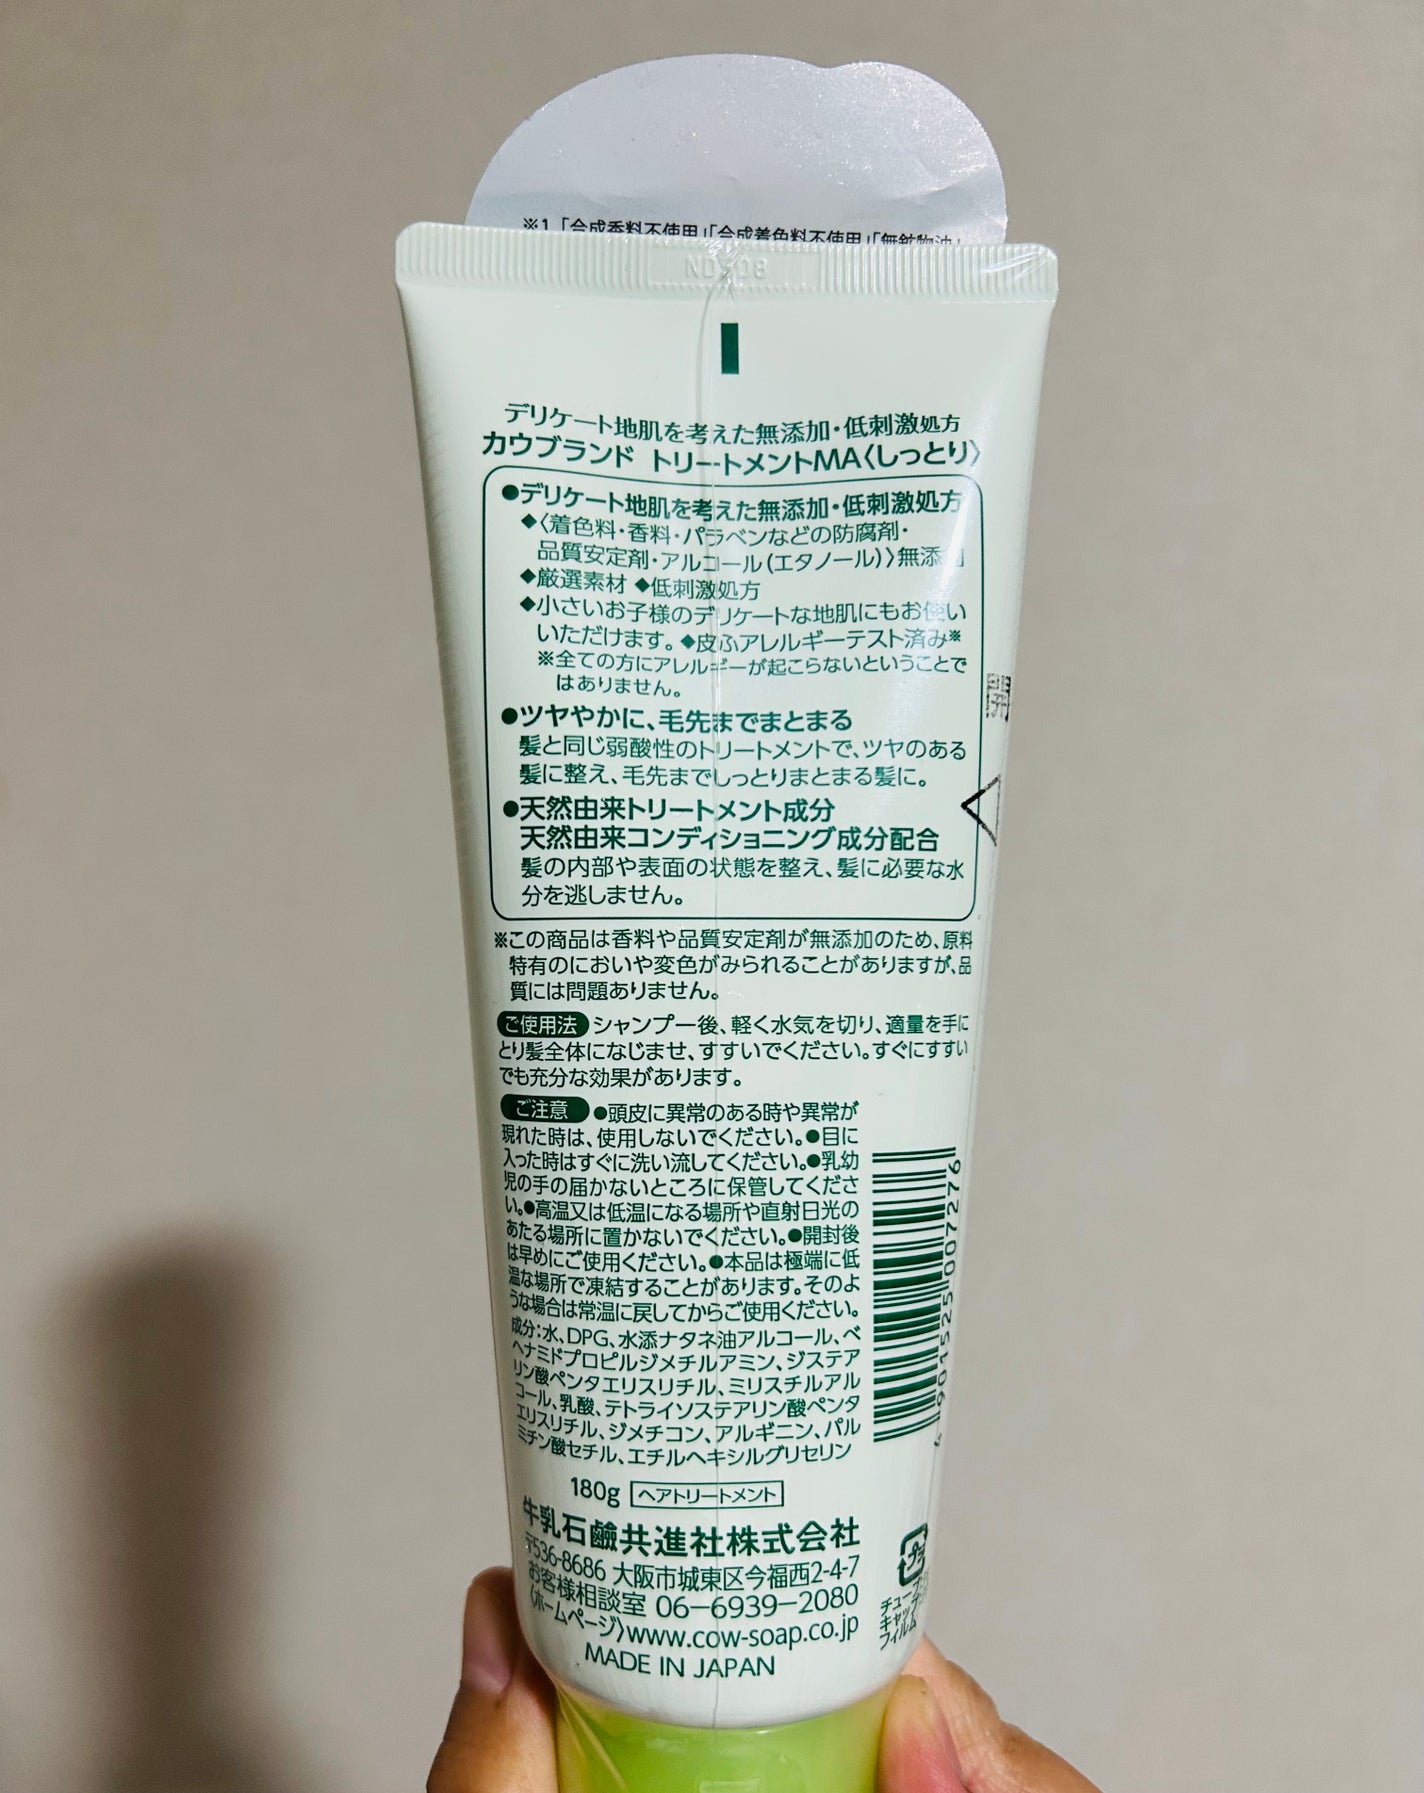 ※1「合成香料不使用」「合成着色料不使用」「無鉱物油」
デリケート地肌を考えた無添加・低刺激処方
カウブランド トリートメントMA〈しっとり〉
●デリケート地肌を考えた無添加・低刺激処方
◆〈着色料・香料・パラベンなどの防腐剤・
品質安定剤・アルコール(エタノール)〉無添加
◆厳選素材 ◆低刺激処方
◆小さいお子様のデリケートな地肌にもお使い
いただけます。◆皮ふアレルギーテスト済み※
※全ての方にアレルギーが起こらないということで
はありません。
●ツヤやかに、毛先までまとまる
髪と同じ弱酸性のトリートメントで、ツヤのある
髪に整え、毛先までしっとりまとまる髪に。
●天然由来トリートメント成分
天然由来コンディショニング成分配合
髪の内部や表面の状態を整え、髪に必要な水
分を逃しません。
※この商品は香料や品質安定剤が無添加のため、原料
特有のにおいや変色がみられることがありますが、品
質には問題ありません。
ご使用法 シャンプー後、軽く水気を切り、適量を手に
とり髪全体になじませ、すすいでください。すぐにすすい
でも充分な効果があります。
ご注意 ●頭皮に異常のある時や異常が
現れた時は、使用しないでください。●目に
入った時はすぐに洗い流してください。●乳幼
児の手の届かないところに保管してくださ
い。●高温又は低温になる場所や直射日光の
あたる場所に置かないでください。●開封後
は早めにご使用ください。●本品は極端に低
温な場所で凍結することがあります。そのよ
うな場合は常温に戻してからご使用ください。
成分:水、DPG、水添ナタネ油アルコール、ベ
ヘナミドプロピルジメチルアミン、ジステア
リン酸ペンタエリスリチル、ミリスチルアル
コール、乳酸、テトライソステアリン酸ペンタ
エリスリチル、ジメチコン、アルギニン、パル
ミチン酸セチル、エチルヘキシルグリセリン
4 901525 007276
180g ヘアトリートメント
牛乳石鹼共進社株式会社
〒536-8686 大阪市城東区今福西2-4-7
お客様相談室 06-6939-2080
〈ホームページ〉www.cow-soap.co.jp
MADE IN JAPAN
プラ